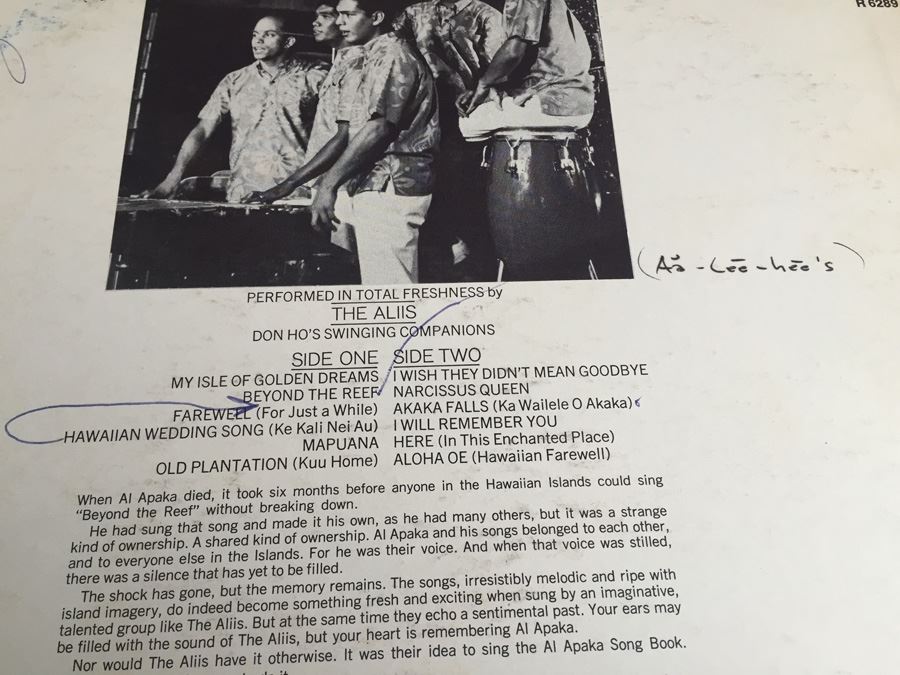 R 6289
(Aă - Lēē - hēē's)
PERFORMED IN TOTAL FRESHNESS by
THE ALIIS
DON HO'S SWINGING COMPANIONS
SIDE ONE
MY ISLE OF GOLDEN DREAMS
BEYOND THE REEF
FAREWELL (For Just a While)
HAWAIIAN WEDDING SONG (Ke Kali Nei Au)
MAPUANA
OLD PLANTATION (Kuu Home)
SIDE TWO
I WISH THEY DIDN'T MEAN GOODBYE
NARCISSUS QUEEN
AKAKA FALLS (Ka Wailele O Akaka)
I WILL REMEMBER YOU
HERE (In This Enchanted Place)
ALOHA OE (Hawaiian Farewell)
When Al Apaka died, it took six months before anyone in the Hawaiian Islands could sing
"Beyond the Reef" without breaking down.
He had sung that song and made it his own, as he had many others, but it was a strange
kind of ownership. A shared kind of ownership. Al Apaka and his songs belonged to each other,
and to everyone else in the Islands. For he was their voice. And when that voice was stilled,
there was a silence that has yet to be filled.
The shock has gone, but the memory remains. The songs, irresistibly melodic and ripe with
island imagery, do indeed become something fresh and exciting when sung by an imaginative,
talented group like The Aliis. But at the same time they echo a sentimental past. Your ears may
be filled with the sound of The Aliis, but your heart is remembering Al Apaka.
Nor would The Aliis have it otherwise. It was their idea to sing the Al Apaka Song Book.